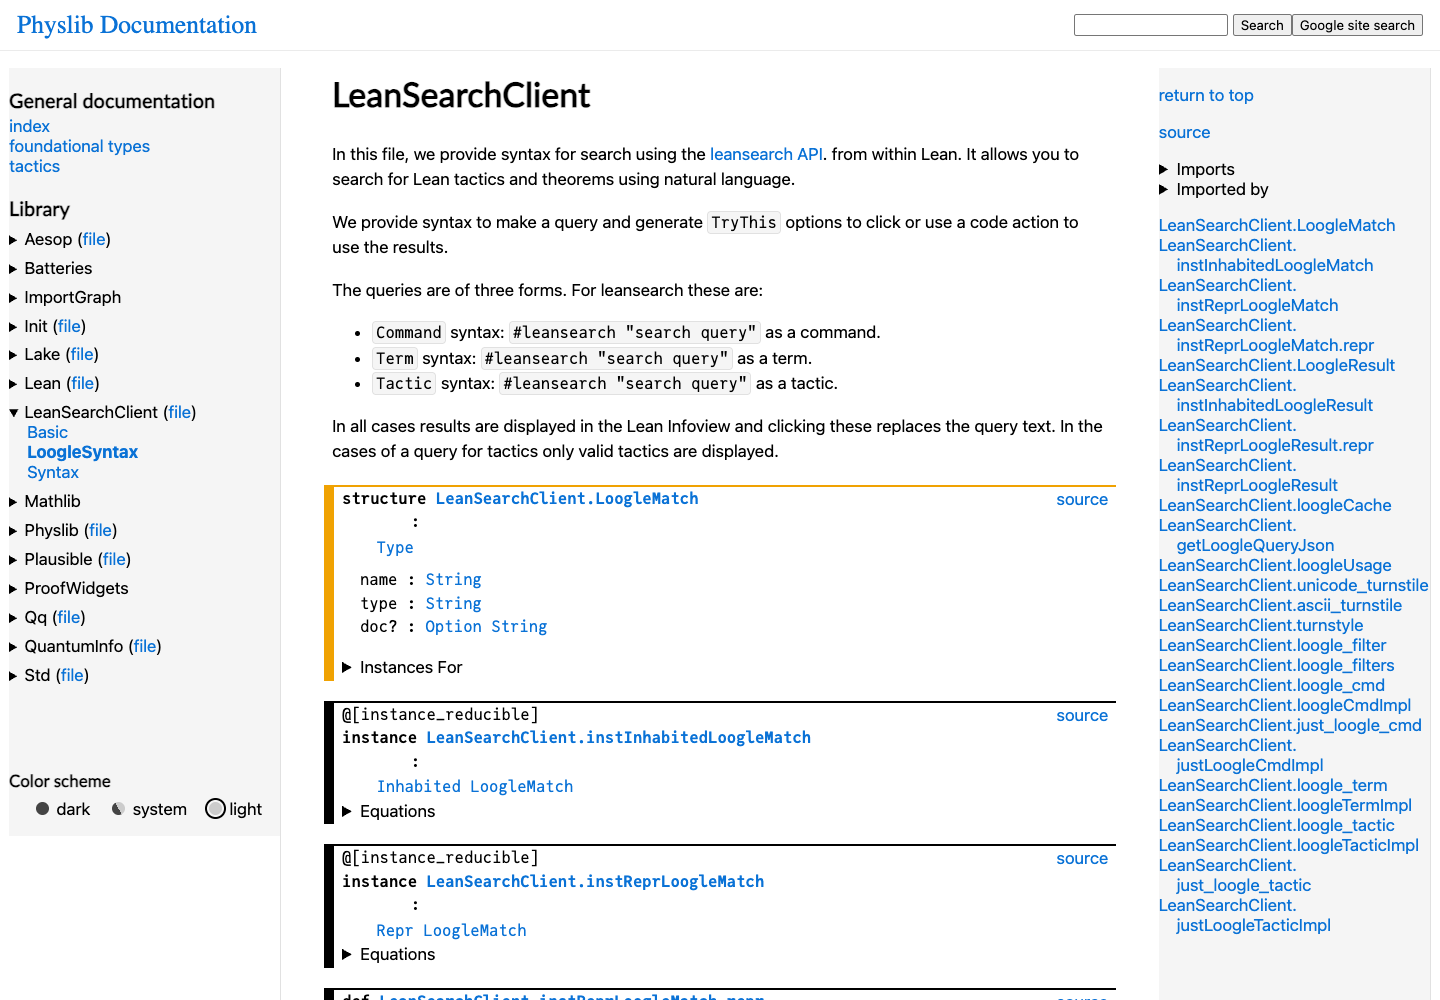 Physlib Documentation
Search
Google site search
General documentation
index
foundational types
tactics
Library
Aesop (file)
Batteries
ImportGraph
Init (file)
Lake (file)
Lean (file)
LeanSearchClient (file)
Basic
LoogleSyntax
Syntax
Mathlib
Physlib (file)
Plausible (file)
ProofWidgets
Qq (file)
QuantumInfo (file)
Std (file)
Color scheme
dark system light
LeanSearchClient
In this file, we provide syntax for search using the leansearch API. from within Lean. It allows you to
search for Lean tactics and theorems using natural language.
We provide syntax to make a query and generate TryThis options to click or use a code action to
use the results.
The queries are of three forms. For leansearch these are:
• Command syntax: #leansearch "search query" as a command.
• Term syntax: #leansearch "search query" as a term.
• Tactic syntax: #leansearch "search query" as a tactic.
In all cases results are displayed in the Lean Infoview and clicking these replaces the query text. In the
cases of a query for tactics only valid tactics are displayed.
structure LeanSearchClient.LoogleMatch source
:
Type
name : String
type : String
doc? : Option String
Instances For
@[instance_reducible] source
instance LeanSearchClient.instInhabitedLoogleMatch
:
Inhabited LoogleMatch
Equations
@[instance_reducible] source
instance LeanSearchClient.instReprLoogleMatch
:
Repr LoogleMatch
Equations
def LeanSearchClient.instReprLoogleMatch.repr source
return to top
source
Imports
Imported by
LeanSearchClient.LoogleMatch
LeanSearchClient.
instInhabitedLoogleMatch
LeanSearchClient.
instReprLoogleMatch
LeanSearchClient.
instReprLoogleMatch.repr
LeanSearchClient.LoogleResult
LeanSearchClient.
instInhabitedLoogleResult
LeanSearchClient.
instReprLoogleResult.repr
LeanSearchClient.
instReprLoogleResult
LeanSearchClient.loogleCache
LeanSearchClient.
getLoogleQueryJson
LeanSearchClient.loogleUsage
LeanSearchClient.unicode_turnstile
LeanSearchClient.ascii_turnstile
LeanSearchClient.turnstyle
LeanSearchClient.loogle_filter
LeanSearchClient.loogle_filters
LeanSearchClient.loogle_cmd
LeanSearchClient.loogleCmdImpl
LeanSearchClient.just_loogle_cmd
LeanSearchClient.
justLoogleCmdImpl
LeanSearchClient.loogle_term
LeanSearchClient.loogleTermImpl
LeanSearchClient.loogle_tactic
LeanSearchClient.loogleTacticImpl
LeanSearchClient.
just_loogle_tactic
LeanSearchClient.
justLoogleTacticImpl